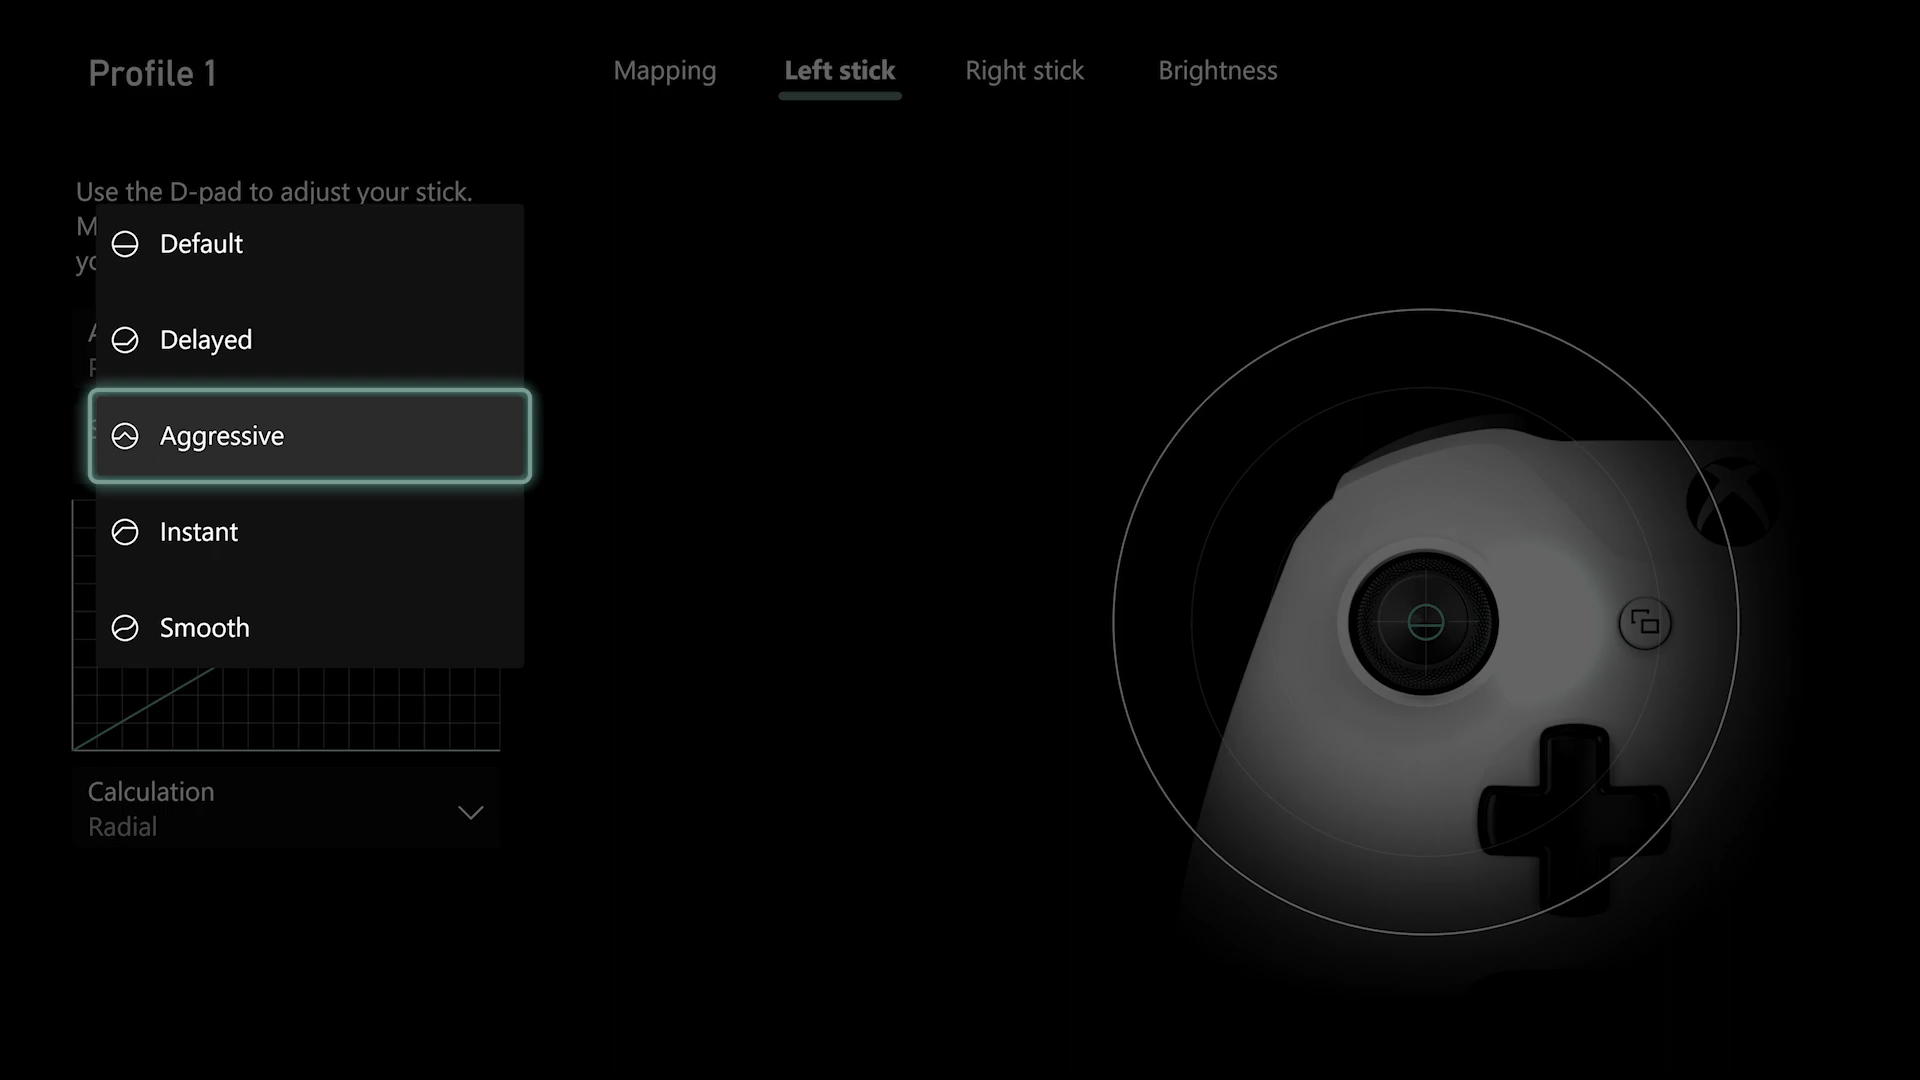 Profile 1
Mapping
Left stick
Right stick
Brightness
Use the D-pad to adjust your stick.
Default
Delayed
Aggressive
Instant
Smooth
Calculation
Radial